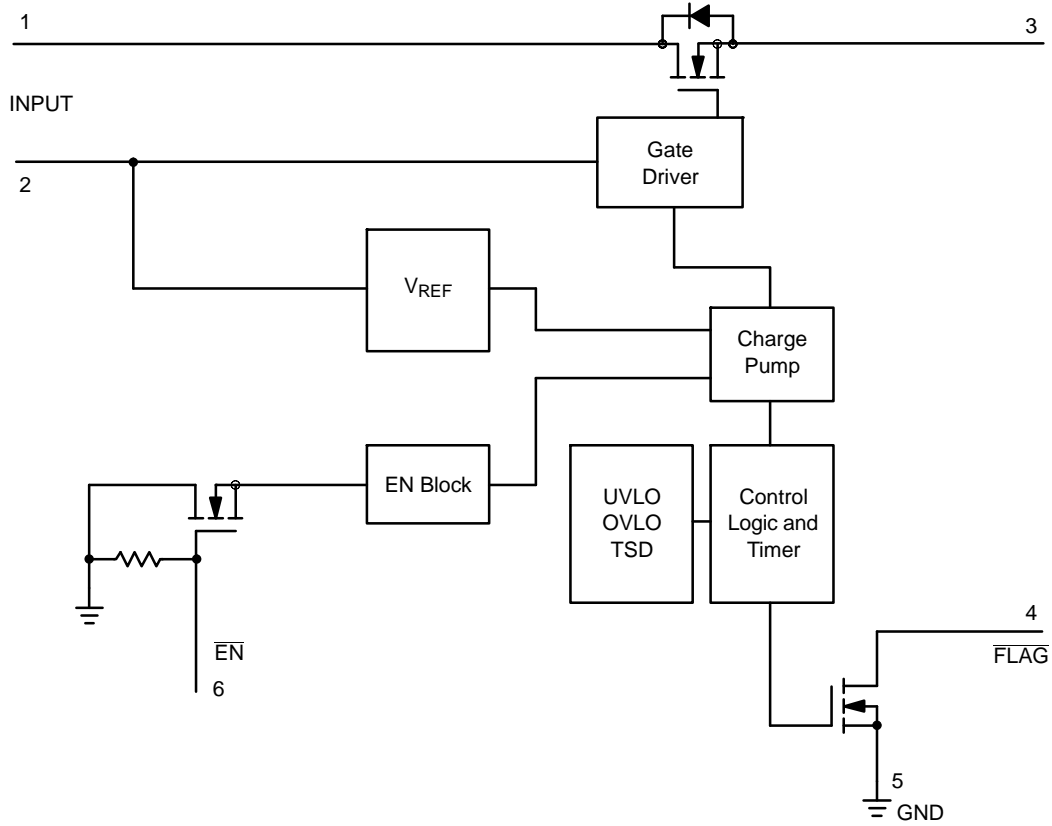 1
3
INPUT
2
Gate
Driver
VREF
Charge
Pump
EN Block
UVLO
OVLO
TSD
Control
Logic and
Timer
EN
6
4
FLAG
5
GND